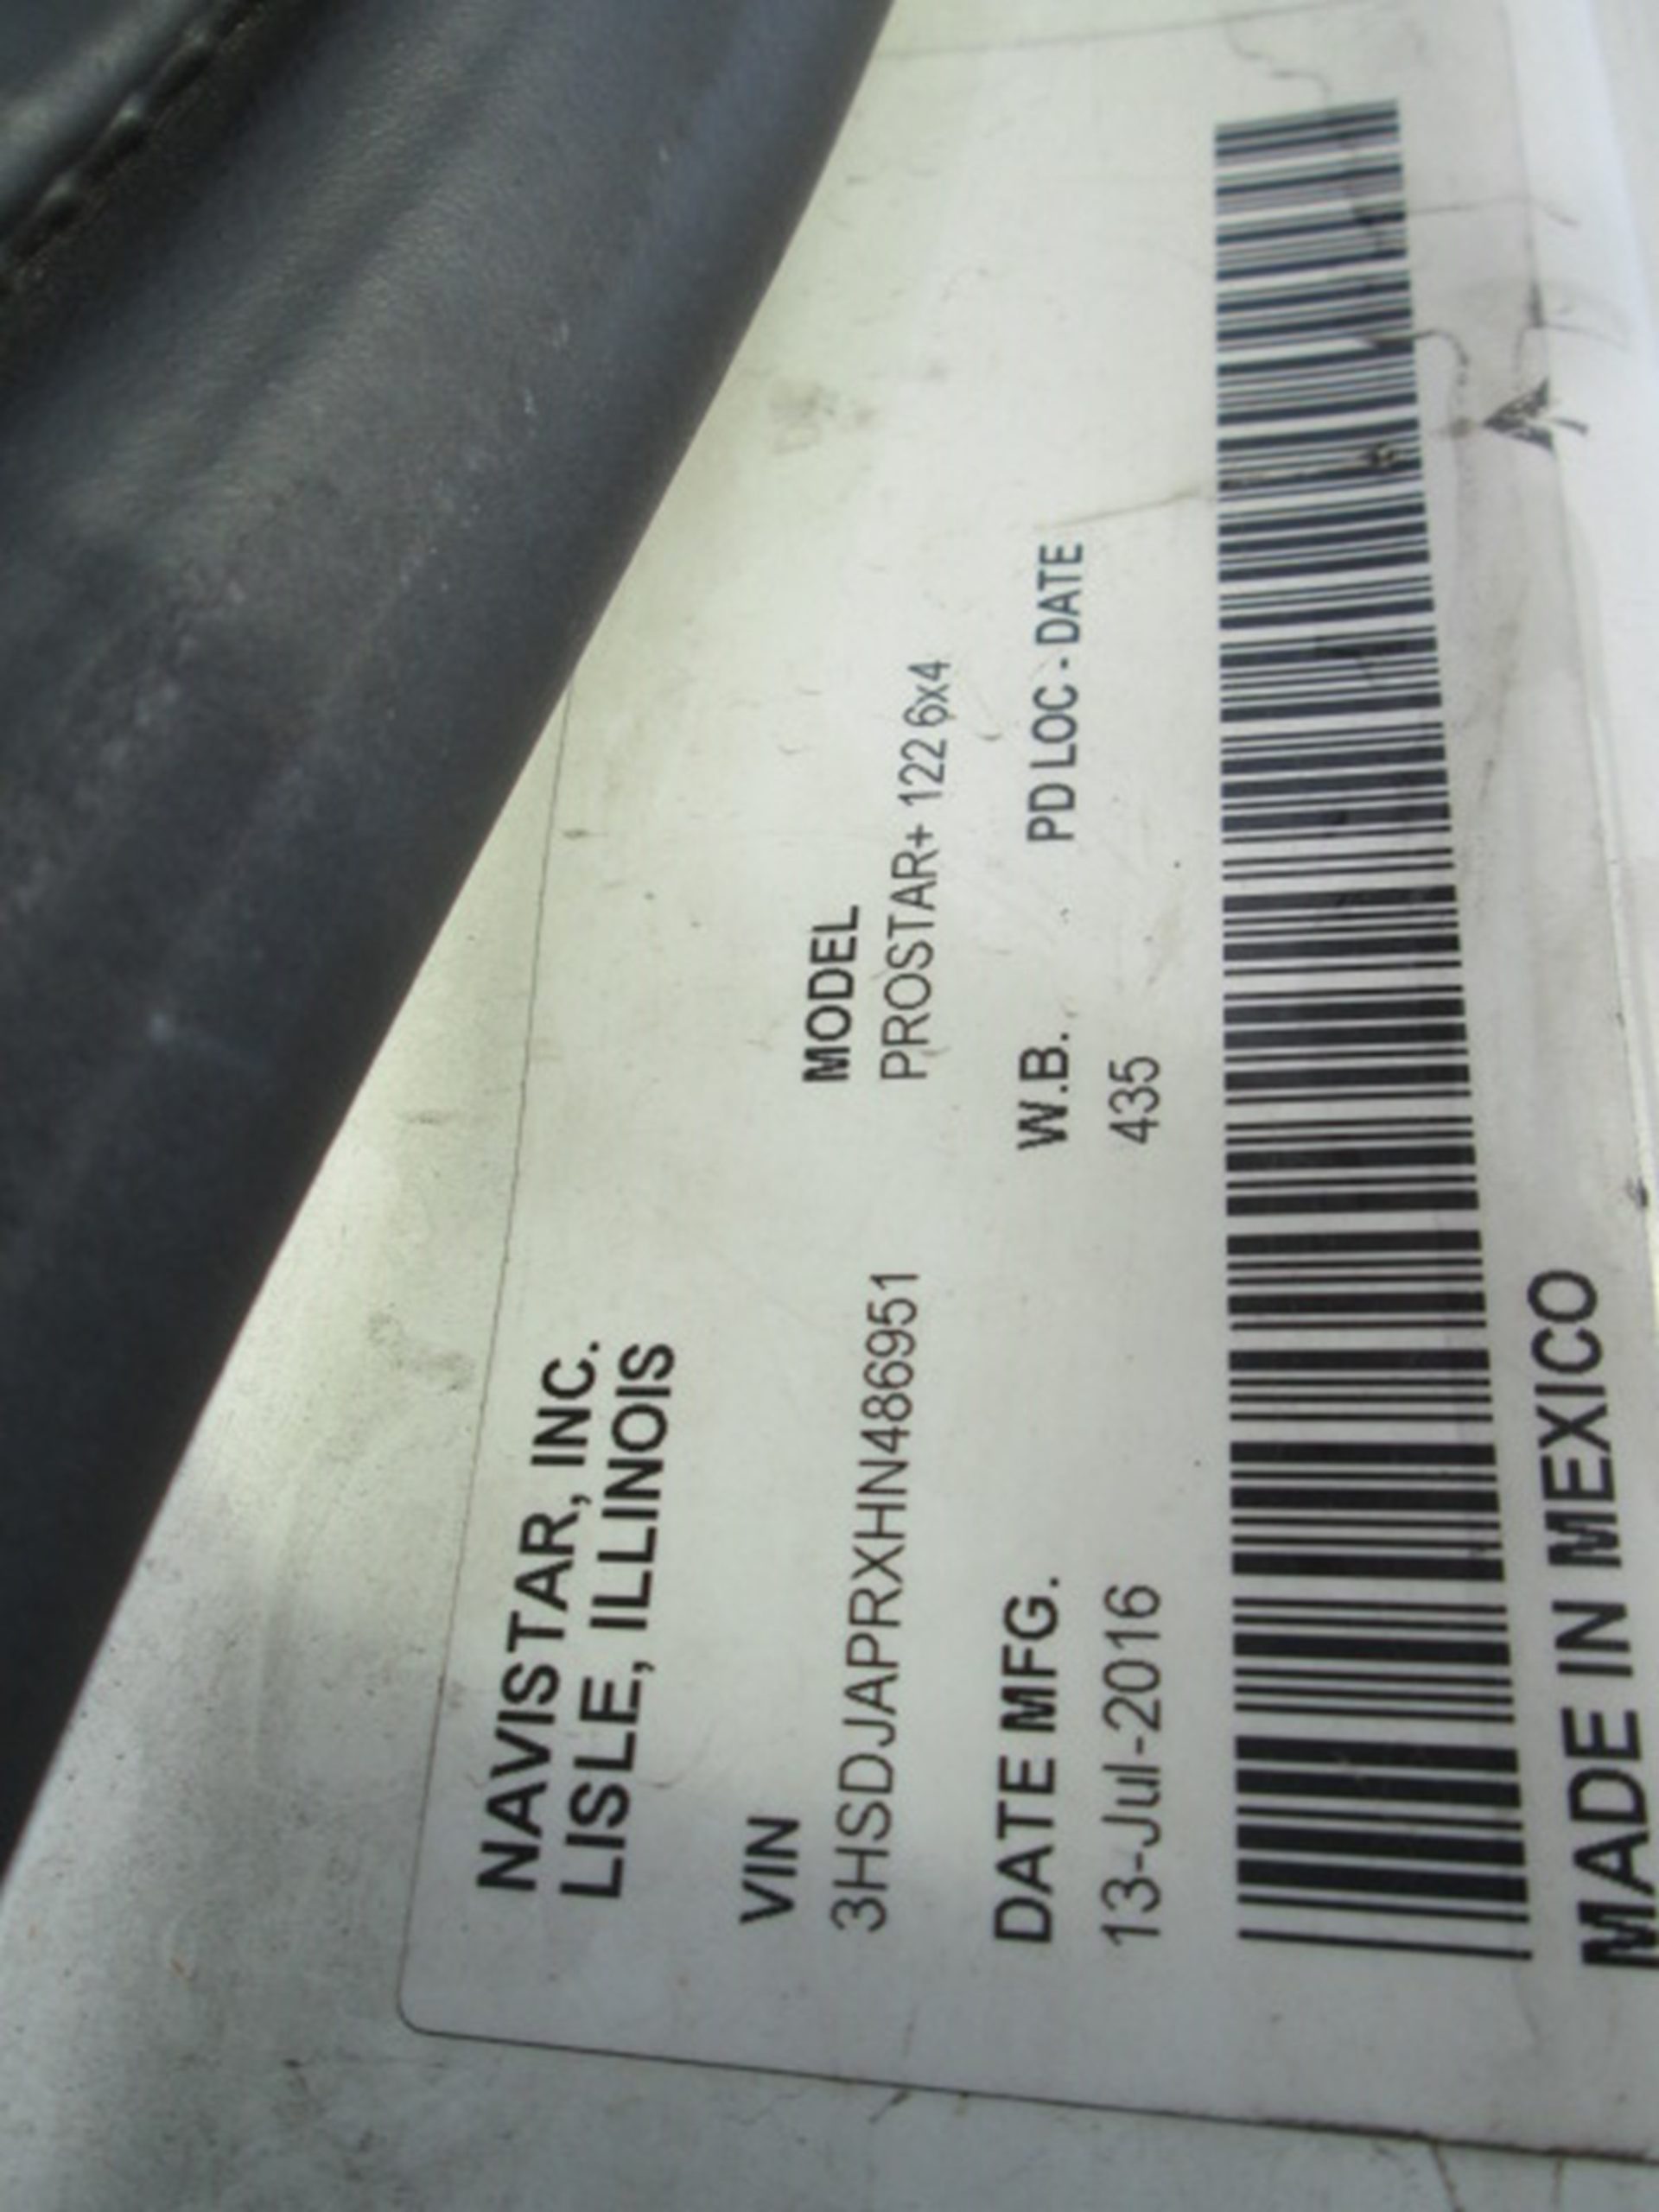 NAVISTAR, INC.
LISLE, ILLINOIS
VIN MODEL
3HSDJAPRXHN486951 PROSTAR+ 122 6x4
DATE MFG. W.B. PD LOC - DATE
13-Jul-2016 435
MADE IN MEXICO